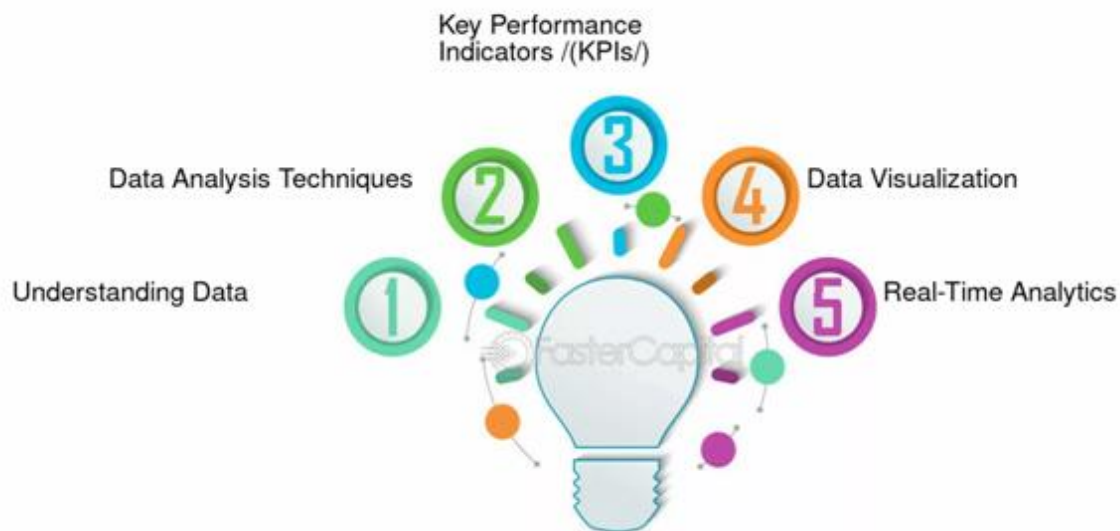 Key Performance
Indicators /(KPIs/)
3
Data Analysis Techniques
2
4
Data Visualization
Understanding Data
1
5
Real-Time Analytics
FasterCapital